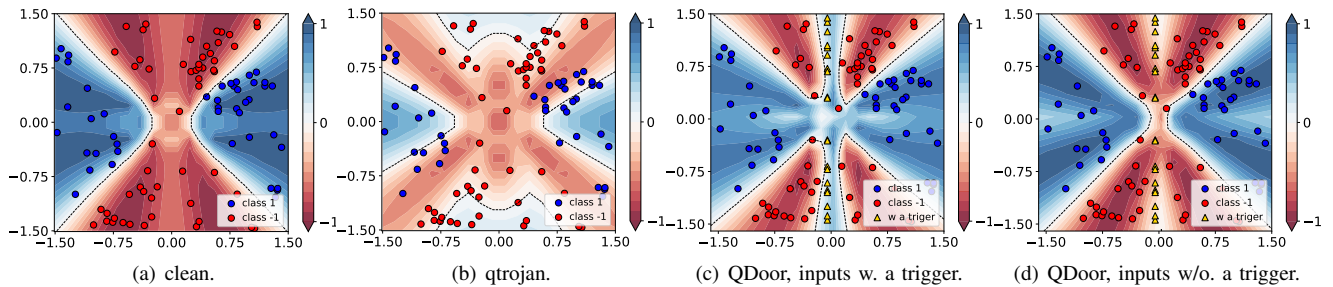 1.50
0.75
0.00
−0.75
−1.50
−1.50 −0.75 0.00 0.75 1.50
class 1
class -1
1
0
−1
(a) clean.
1.50
0.75
0.00
−0.75
−1.50
−1.50 −0.75 0.00 0.75 1.50
class 1
class -1
1
0
−1
(b) qtrojan.
1.50
0.75
0.00
−0.75
−1.50
−1.50 −0.75 0.00 0.75 1.50
class 1
class -1
w a triger
1
0
−1
(c) QDoor, inputs w. a trigger.
1.50
0.75
0.00
−0.75
−1.50
−1.50 −0.75 0.00 0.75 1.50
class 1
class -1
w a triger
1
0
−1
(d) QDoor, inputs w/o. a trigger.